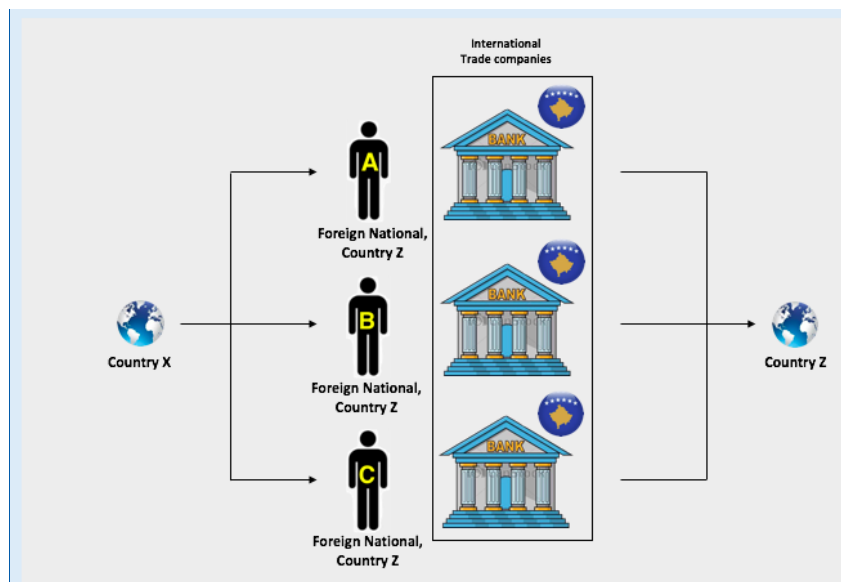 International
Trade companies
BANK
A
Foreign National,
Country Z
BANK
B
Foreign National,
Country Z
Country X
Country Z
BANK
C
Foreign National,
Country Z